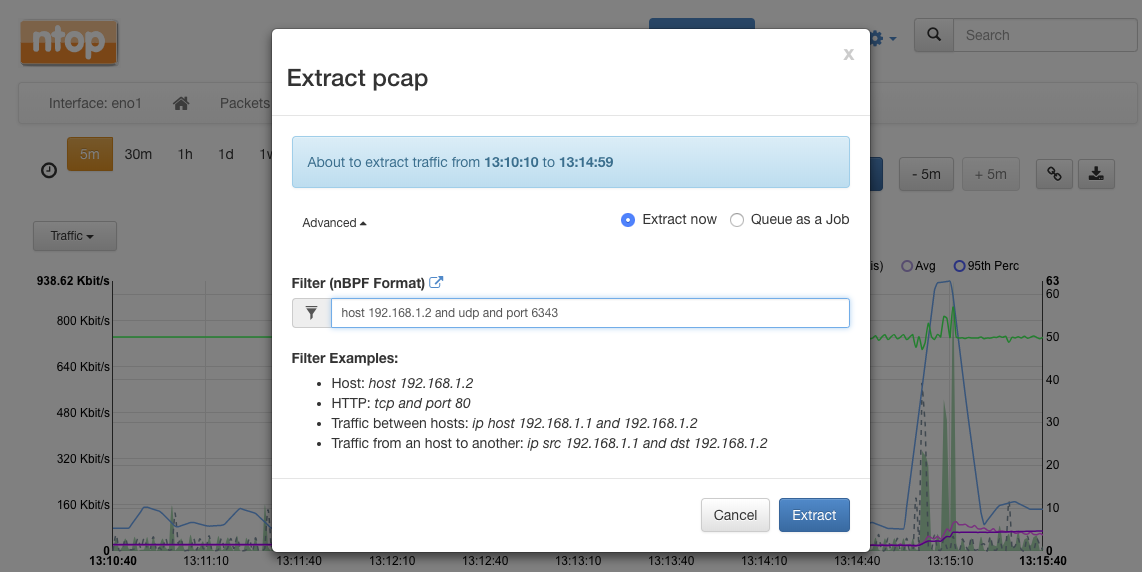 ntop
Search
x
Extract pcap
Interface: eno1 Packets
5m 30m 1h 1d 1w
- 5m + 5m
About to extract traffic from 13:10:10 to 13:14:59
Advanced
Extract now Queue as a Job
Traffic
Avg 95th Perc
Filter (nBPF Format)
host 192.168.1.2 and udp and port 6343
Filter Examples:
• Host: host 192.168.1.2
• HTTP: tcp and port 80
• Traffic between hosts: ip host 192.168.1.1 and 192.168.1.2
• Traffic from an host to another: ip src 192.168.1.1 and dst 192.168.1.2
Cancel Extract
938.62 Kbit/s
800 Kbit/s
640 Kbit/s
480 Kbit/s
320 Kbit/s
160 Kbit/s
0
63
60
50
40
30
20
10
0
13:10:40 13:11:10 13:11:40 13:12:10 13:12:40 13:13:10 13:13:40 13:14:10 13:14:40 13:15:10 13:15:40